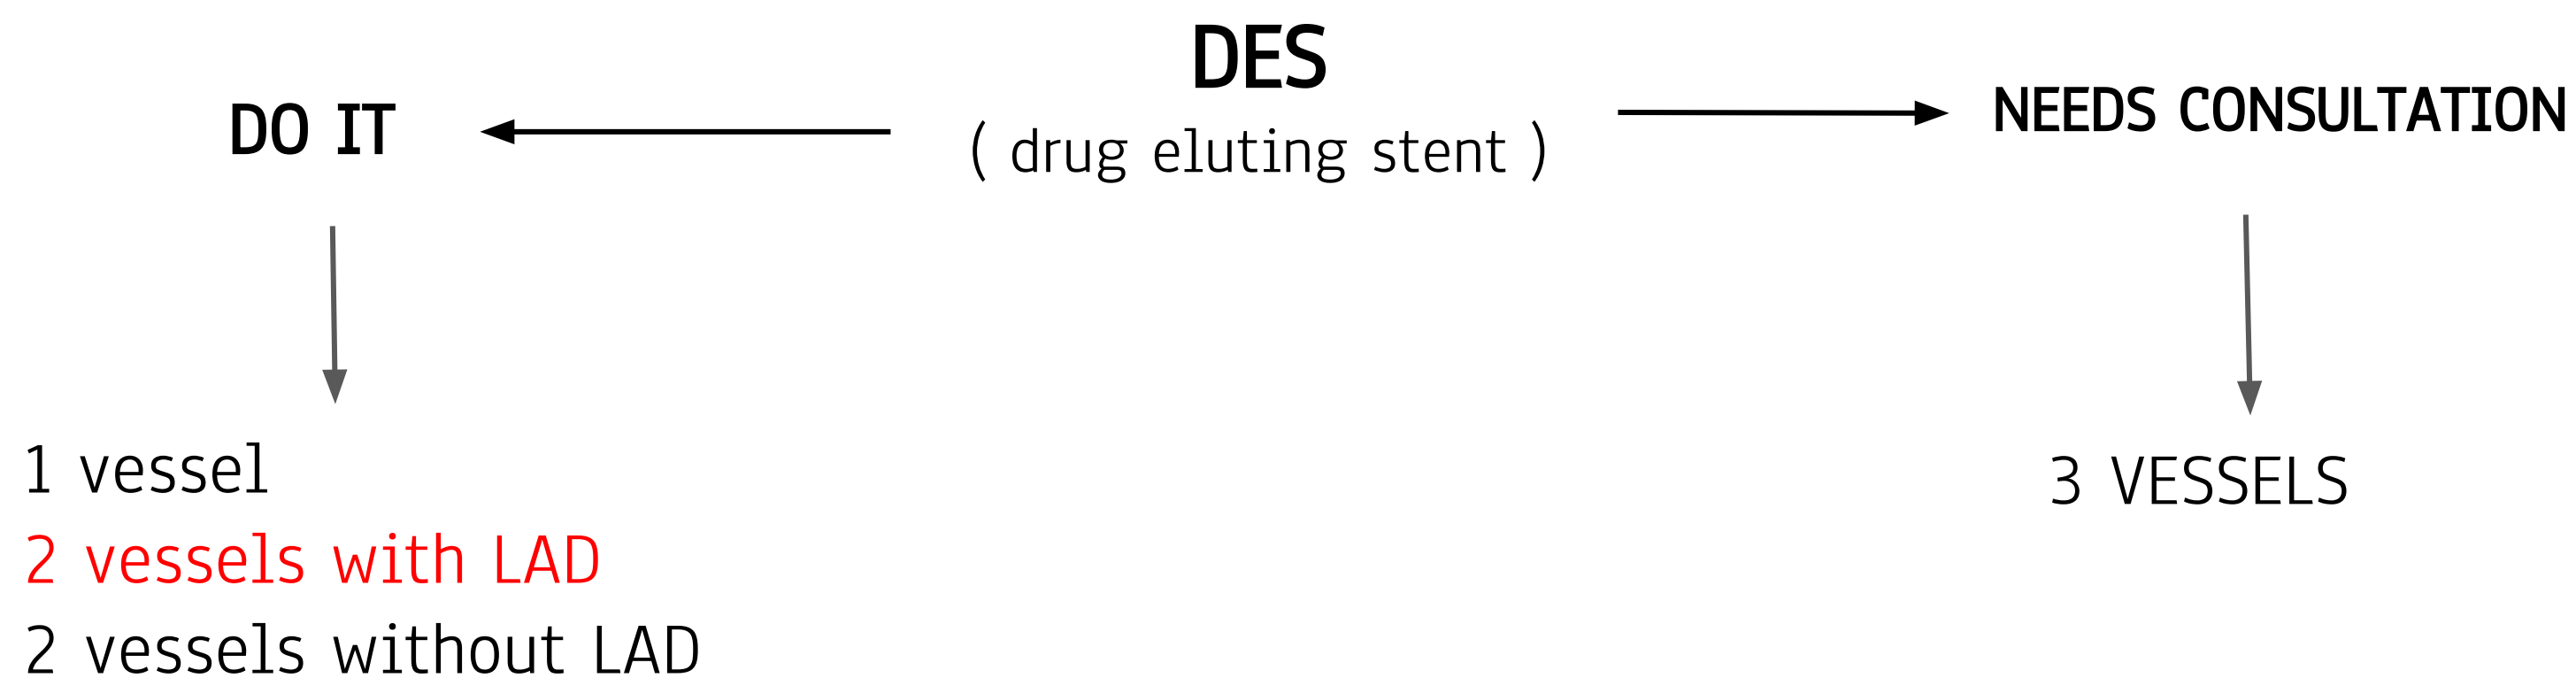 DES
( drug eluting stent )
DO IT
NEEDS CONSULTATION
1 vessel
2 vessels with LAD
2 vessels without LAD
3 VESSELS